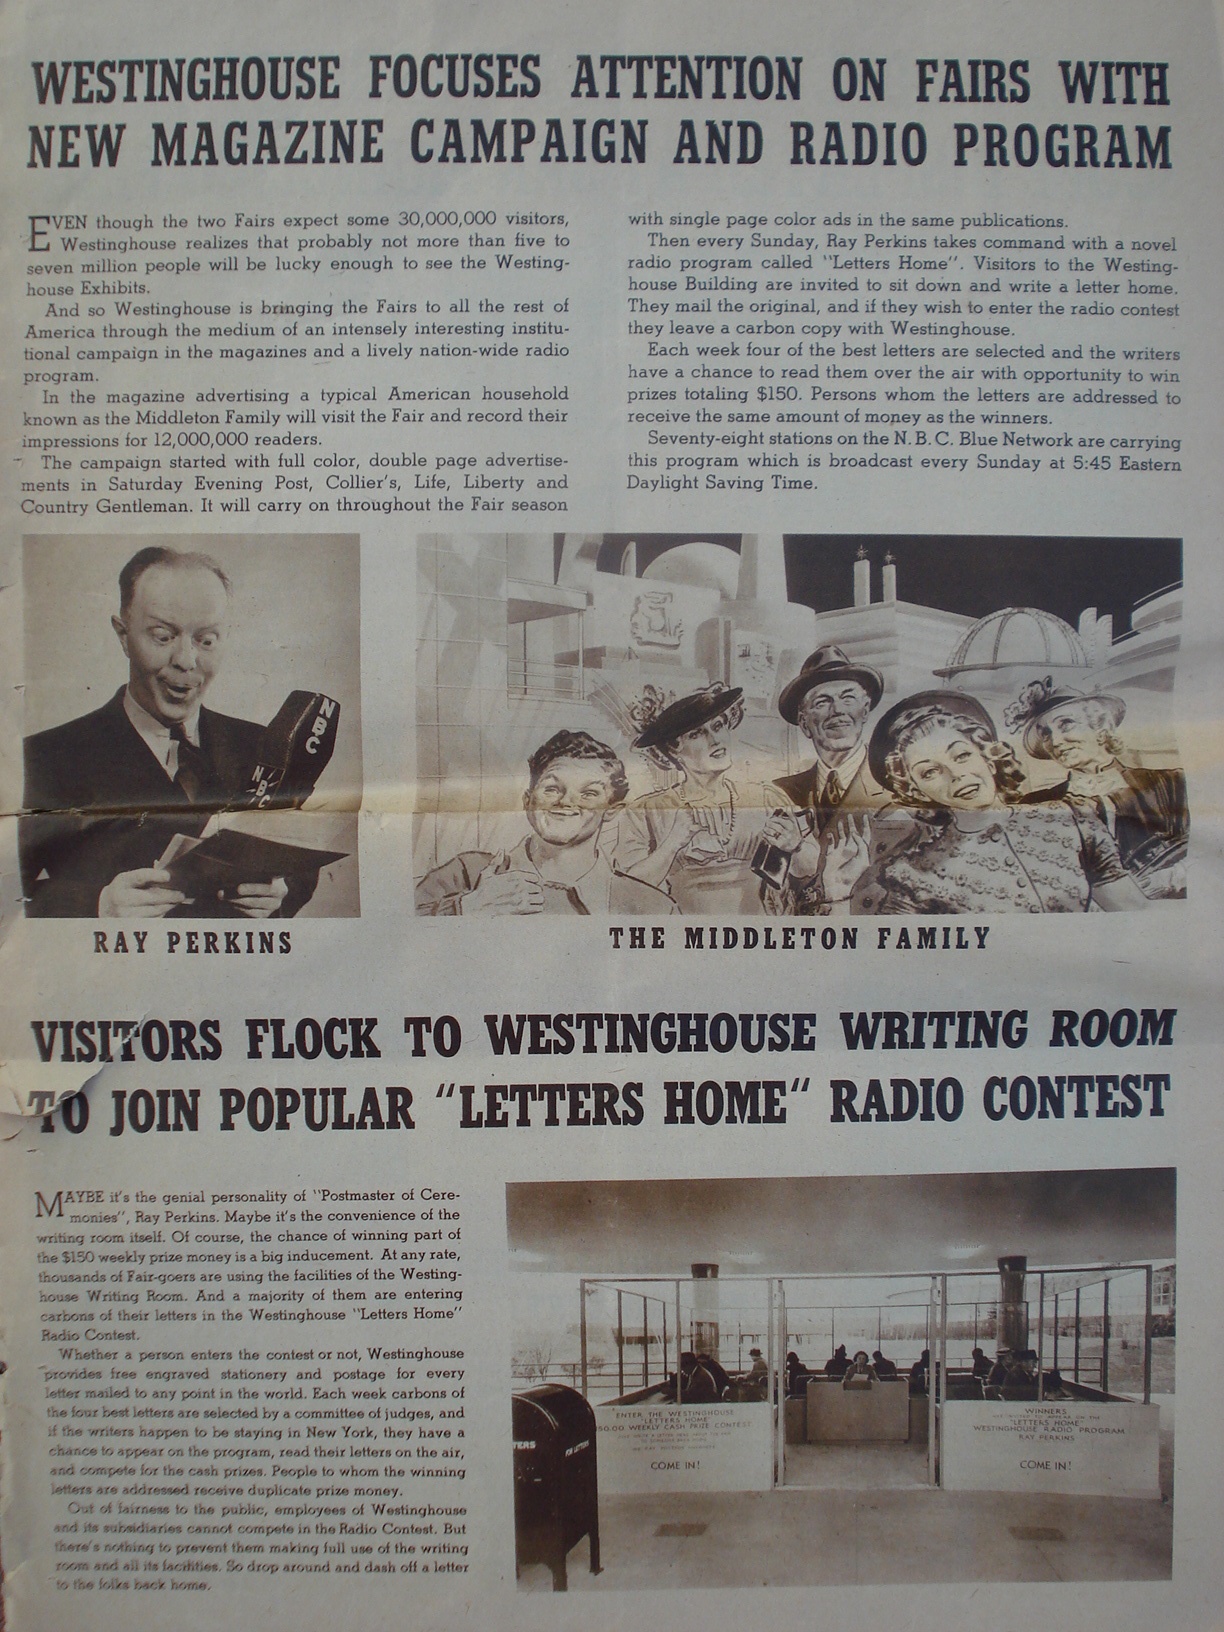 WESTINGHOUSE FOCUSES ATTENTION ON FAIRS WITH
NEW MAGAZINE CAMPAIGN AND RADIO PROGRAM
EVEN though the two Fairs expect some 30,000,000 visitors,
Westinghouse realizes that probably not more than five to
seven million people will be lucky enough to see the Westing-
house Exhibits.
And so Westinghouse is bringing the Fairs to all the rest of
America through the medium of an intensely interesting institu-
tional campaign in the magazines and a lively nation-wide radio
program.
In the magazine advertising a typical American household
known as the Middleton Family will visit the Fair and record their
impressions for 12,000,000 readers.
The campaign started with full color, double page advertise-
ments in Saturday Evening Post, Collier's, Life, Liberty and
Country Gentleman. It will carry on throughout the Fair season
with single page color ads in the same publications.
Then every Sunday, Ray Perkins takes command with a novel
radio program called "Letters Home". Visitors to the Westing-
house Building are invited to sit down and write a letter home.
They mail the original, and if they wish to enter the radio contest
they leave a carbon copy with Westinghouse.
Each week four of the best letters are selected and the writers
have a chance to read them over the air with opportunity to win
prizes totaling $150. Persons whom the letters are addressed to
receive the same amount of money as the winners.
Seventy-eight stations on the N. B. C. Blue Network are carrying
this program which is broadcast every Sunday at 5:45 Eastern
Daylight Saving Time.
NBC
NBC
RAY PERKINS
THE MIDDLETON FAMILY
VISITORS FLOCK TO WESTINGHOUSE WRITING ROOM
TO JOIN POPULAR "LETTERS HOME" RADIO CONTEST
MAYBE it's the genial personality of "Postmaster of Cere-
monies", Ray Perkins. Maybe it's the convenience of the
writing room itself. Of course, the chance of winning part of
the $150 weekly prize money is a big inducement. At any rate,
thousands of Fair-goers are using the facilities of the Westing-
house Writing Room. And a majority of them are entering
carbons of their letters in the Westinghouse "Letters Home"
Radio Contest.
Whether a person enters the contest or not, Westinghouse
provides free engraved stationery and postage for every
letter mailed to any point in the world. Each week carbons of
the four best letters are selected by a committee of judges, and
if the writers happen to be staying in New York, they have a
chance to appear on the program, read their letters on the air,
and compete for the cash prizes. People to whom the winning
letters are addressed receive duplicate prize money.
Out of fairness to the public, employees of Westinghouse
and its subsidiaries cannot compete in the Radio Contest. But
there's nothing to prevent them making full use of the writing
room and all its facilities. So drop around and dash off a letter
to the folks back home.
ENTER THE WESTINGHOUSE
"LETTERS HOME"
WEEKLY CASH PRIZE CONTEST
COME IN!
WINNERS
"LETTERS HOME"
WESTINGHOUSE RADIO PROGRAM
RAY PERKINS
COME IN!
FOR LETTERS